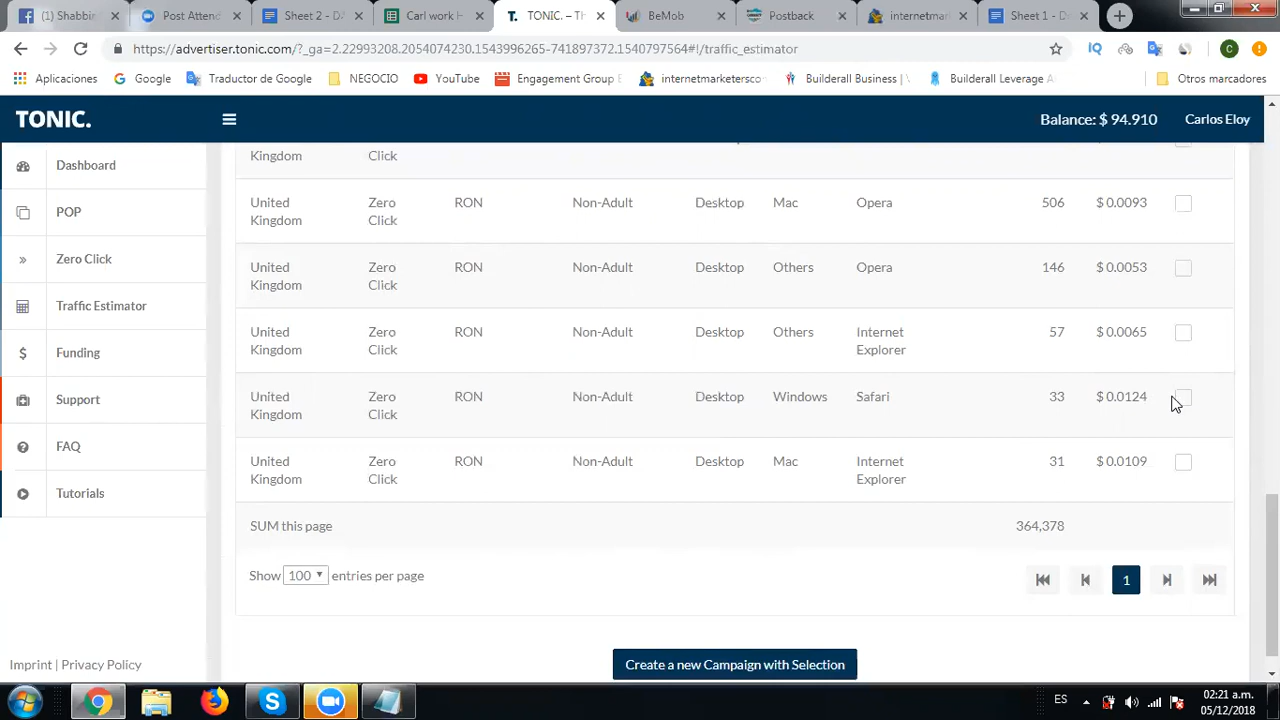 Shabbir
Post Attend
Sheet 2 - DA
Carl work H
TONIC. – Th
BeMob
Postback
internetmar
Sheet 1 - Da
https://advertiser.tonic.com/?_ga=2.22993208.2054074230.1543996265-741897372.1540797564#!/traffic_estimator
Aplicaciones
Google
Traductor de Google
NEGOCIO
YouTube
Engagement Group E
internetmarketerscon
Builderall Business | V
Builderall Leverage A
Otros marcadores
TONIC.
Balance: $ 94.910
Carlos Eloy
Dashboard
POP
Zero Click
Traffic Estimator
Funding
Support
FAQ
Tutorials
Imprint | Privacy Policy
Kingdom Click
United Zero RON Non-Adult Desktop Mac Opera 506 $ 0.0093
Kingdom Click
United Zero RON Non-Adult Desktop Others Opera 146 $ 0.0053
Kingdom Click
United Zero RON Non-Adult Desktop Others Internet 57 $ 0.0065
Kingdom Click Explorer
United Zero RON Non-Adult Desktop Windows Safari 33 $ 0.0124
Kingdom Click
United Zero RON Non-Adult Desktop Mac Internet 31 $ 0.0109
Kingdom Click Explorer
SUM this page 364,378
Show 100 entries per page
1
Create a new Campaign with Selection
ES
02:21 a.m.
05/12/2018